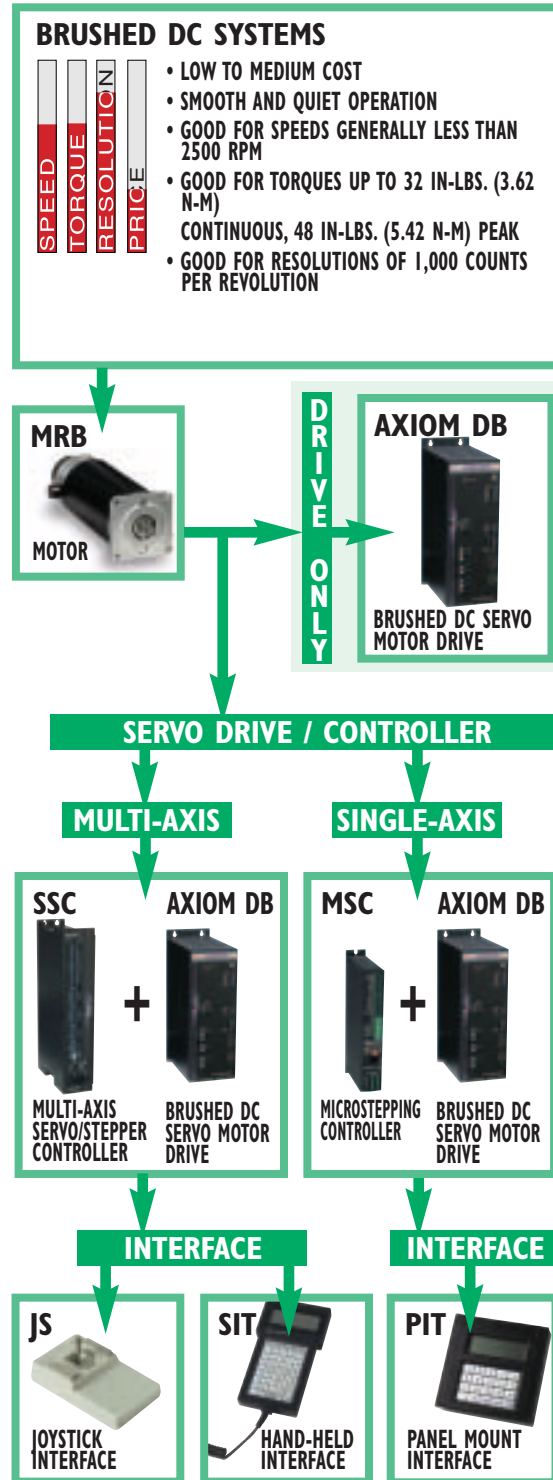 BRUSHED DC SYSTEMS
SPEED
TORQUE
RESOLUTION
PRICE
• LOW TO MEDIUM COST
• SMOOTH AND QUIET OPERATION
• GOOD FOR SPEEDS GENERALLY LESS THAN
2500 RPM
• GOOD FOR TORQUES UP TO 32 IN-LBS. (3.62
N-M)
CONTINUOUS, 48 IN-LBS. (5.42 N-M) PEAK
• GOOD FOR RESOLUTIONS OF 1,000 COUNTS
PER REVOLUTION
MRB
MOTOR
DRIVE ONLY
AXIOM DB
BRUSHED DC SERVO
MOTOR DRIVE
SERVO DRIVE / CONTROLLER
MULTI-AXIS
SINGLE-AXIS
SSC
AXIOM DB
+
MULTI-AXIS
SERVO/STEPPER
CONTROLLER
BRUSHED DC
SERVO MOTOR
DRIVE
MSC
AXIOM DB
+
MICROSTEPPING
CONTROLLER
BRUSHED DC
SERVO MOTOR
DRIVE
INTERFACE
INTERFACE
JS
JOYSTICK
INTERFACE
SIT
HAND-HELD
INTERFACE
PIT
PANEL MOUNT
INTERFACE